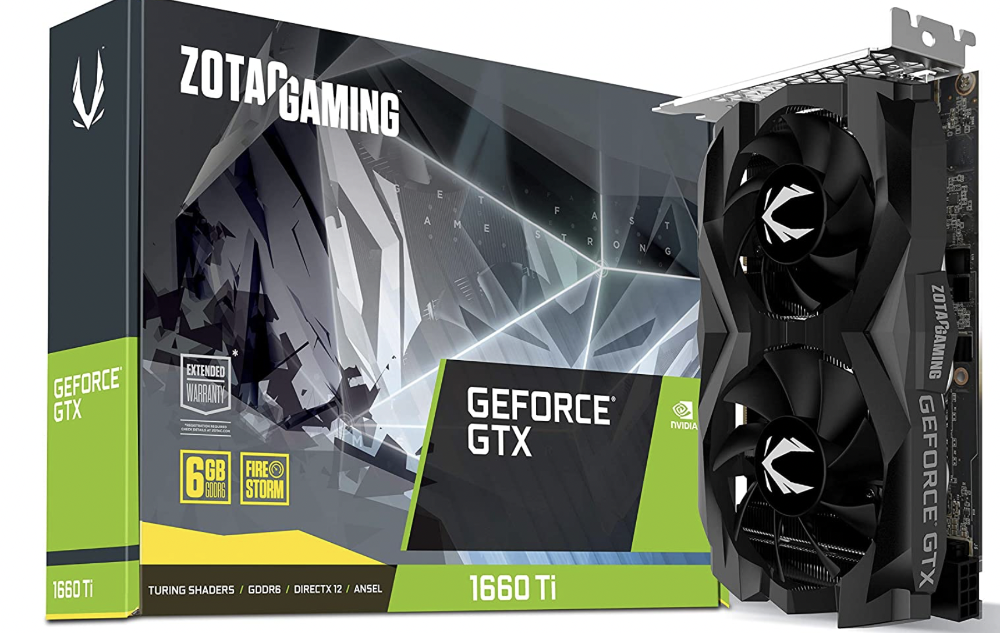 ZOTAC GAMING™
GET FAST
GAME STRONG
EXTENDED *
WARRANTY
*REGISTRATION REQUIRED
CHECK DETAILS AT ZOTAC.COM
6GB
GDDR6
FIRE
STORM
GEFORCE®
GTX
NVIDIA
TURING SHADERS / GDDR6 / DIRECTX 12 / ANSEL
1660 Ti
GEFORCE®
GTX
1660 Ti
ZOTAC GAMING
GEFORCE® GTX